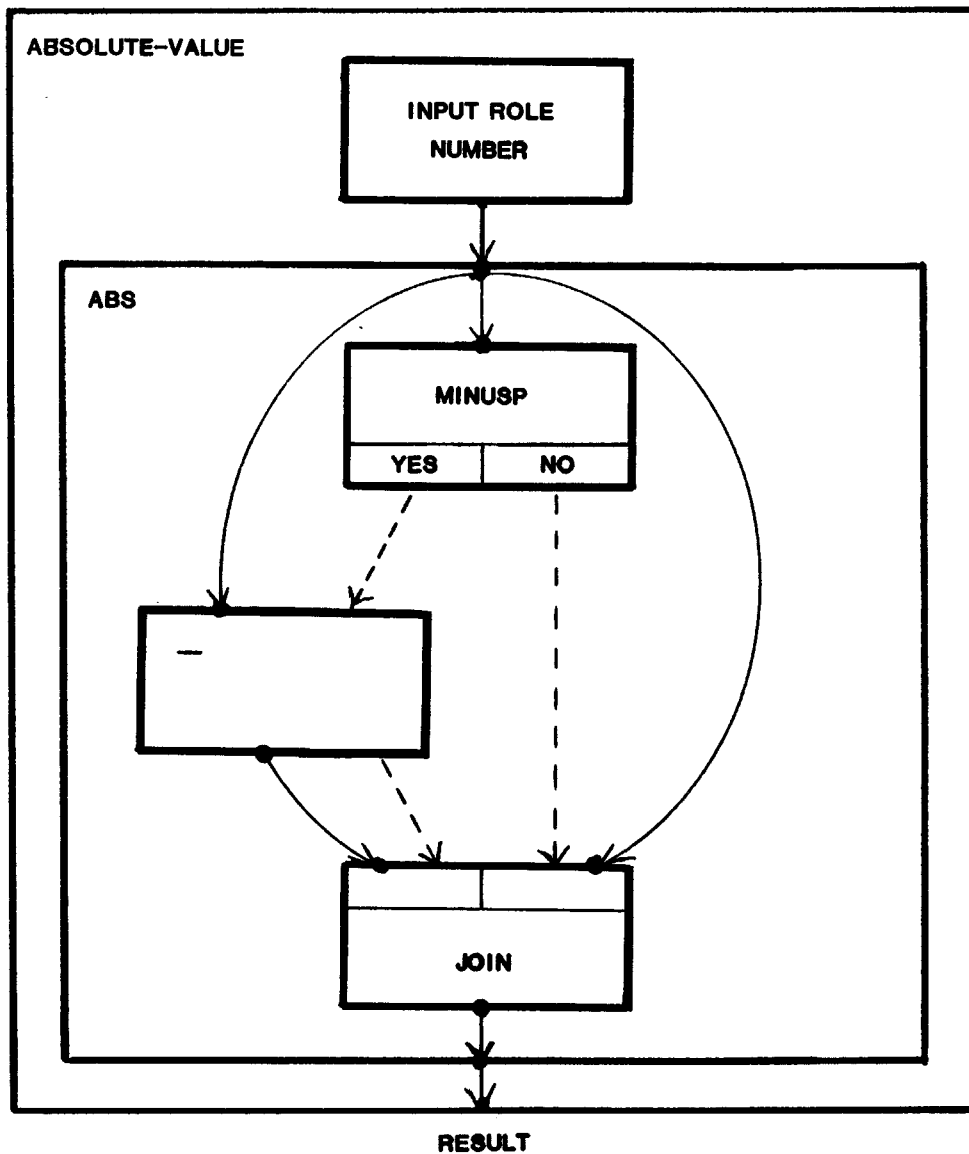 ABSOLUTE-VALUE
INPUT ROLE
NUMBER
ABS
MINUSP
YES NO
—
JOIN
RESULT